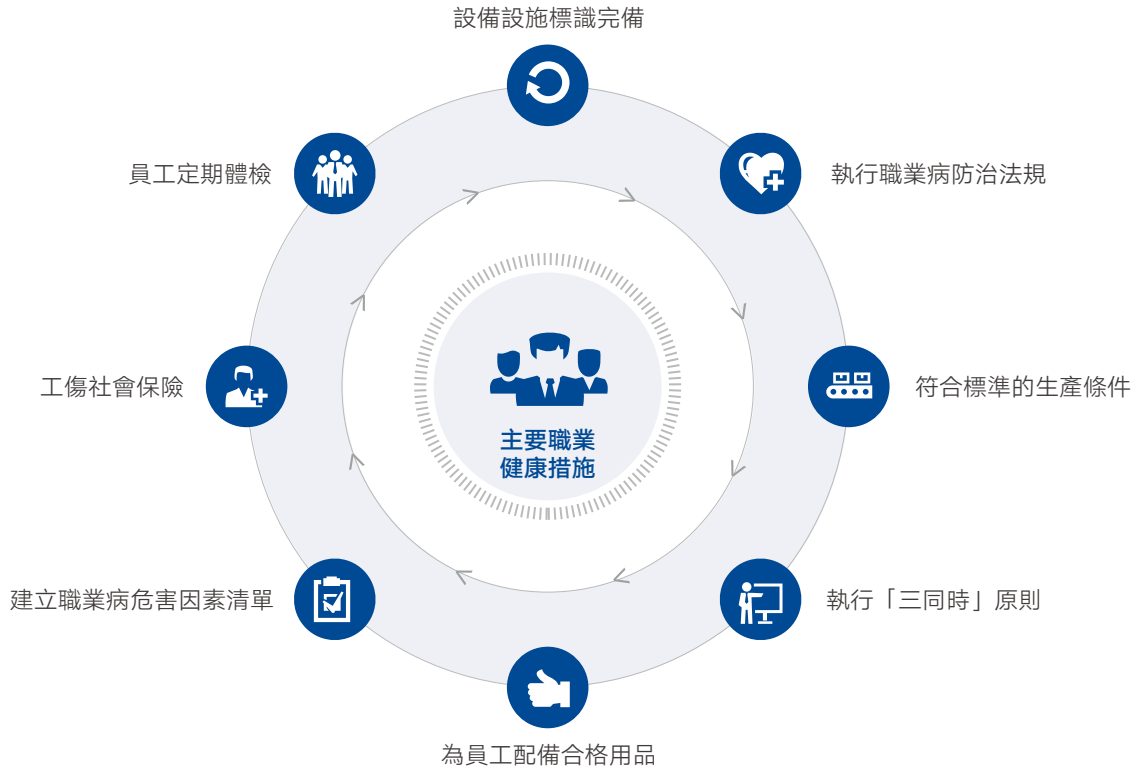 設備設施標識完備
員工定期體檢
執行職業病防治法規
工傷社會保險
主要職業
健康措施
符合標準的生產條件
建立職業病危害因素清單
執行「三同時」原則
為員工配備合格用品